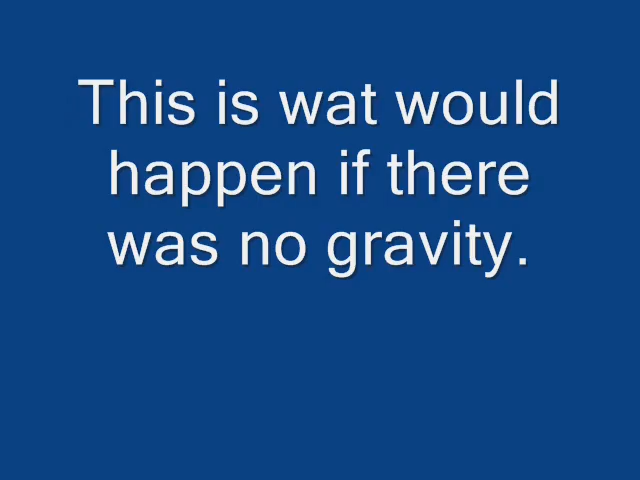 This is wat would
happen if there
was no gravity.